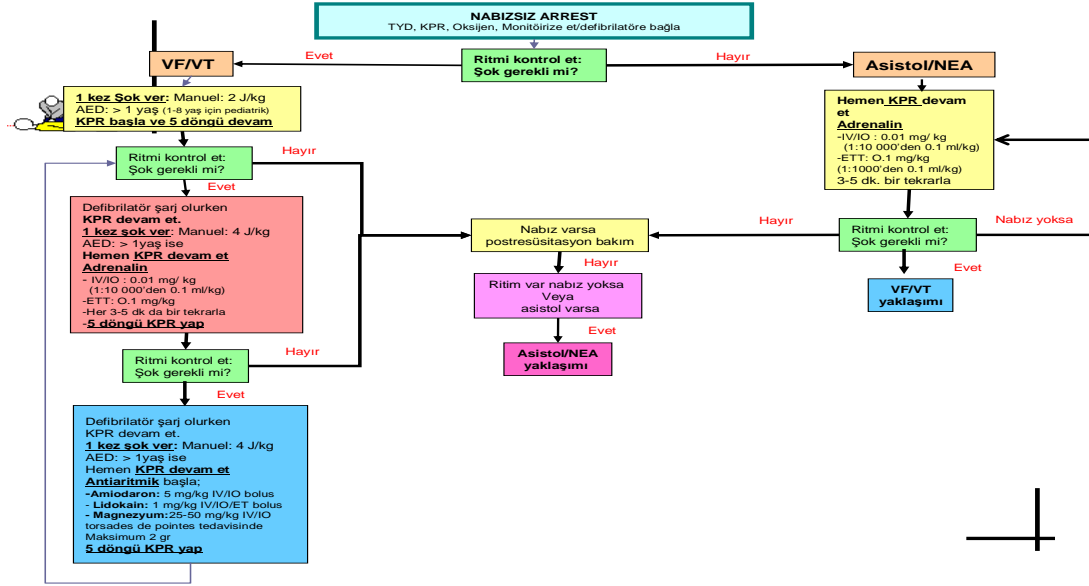 NABIZSIZ ARREST
TYD, KPR, Oksijen, Monitöirize et/defibrilatöre bağla
Evet
Ritmi kontrol et:
Şok gerekli mi?
Hayır
VF/VT
Asistol/NEA
1 kez Şok ver: Manuel: 2 J/kg
AED: > 1 yaş (1-8 yaş için pediatrik)
KPR başla ve 5 döngü devam
Hemen KPR devam
et
Adrenalin
-IV/IO : 0.01 mg/ kg
(1:10 000'den 0.1 ml/kg)
-ETT: O.1 mg/kg
(1:1000'den 0.1 ml/kg)
3-5 dk. bir tekrarla
Ritmi kontrol et:
Şok gerekli mi?
Hayır
Evet
Defibrilatör şarj olurken
KPR devam et.
1 kez şok ver: Manuel: 4 J/kg
AED: > 1yaş ise
Hemen KPR devam et
Adrenalin
- IV/IO : 0.01 mg/ kg
(1:10 000'den 0.1 ml/kg)
-ETT: O.1 mg/kg
-Her 3-5 dk da bir tekrarla
-5 döngü KPR yap
Nabız varsa
postresüsitasyon bakım
Hayır
Ritmi kontrol et:
Şok gerekli mi?
Nabız yoksa
Hayır
Ritim var nabız yoksa
Veya
asistol varsa
Evet
VF/VT
yaklaşımı
Evet
Asistol/NEA
yaklaşımı
Ritmi kontrol et:
Şok gerekli mi?
Hayır
Evet
Defibrilatör şarj olurken
KPR devam et.
1 kez şok ver: Manuel: 4 J/kg
AED: > 1yaş ise
Hemen KPR devam et
Antiaritmik başla;
-Amiodaron: 5 mg/kg IV/IO bolus
- Lidokain: 1 mg/kg IV/IO/ET bolus
- Magnezyum:25-50 mg/kg IV/IO
torsades de pointes tedavisinde
Maksimum 2 gr
5 döngü KPR yap